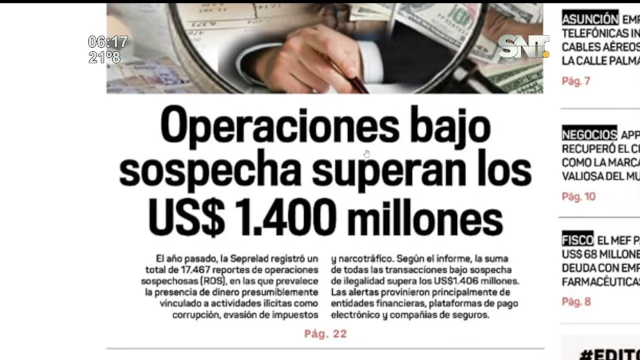 06:17
21°8
SNT
Operaciones bajo
sospecha superan los
US$ 1.400 millones
El año pasado, la Seprelad registró un
total de 17.467 reportes de operaciones
sospechosas (ROS), en las que prevalece
la presencia de dinero presumiblemente
vinculado a actividades ilícitas como
corrupción, evasión de impuestos
y narcotráfico. Según el informe, la suma
de todas las transacciones bajo sospecha
de ilegalidad supera los US$1.406 millones.
Las alertas provinieron principalmente de
entidades financieras, plataformas de pago
electrónico y compañías de seguros.
Pág. 22
ASUNCIÓN EM
TELEFÓNICAS IN
CABLES AÉREOS
LA CALLE PALMA
Pág. 7
NEGOCIOS APP
RECUPERÓ EL C
COMO LA MARCA
VALIOSA DEL MU
Pág. 10
FISCO EL MEF P
US$ 68 MILLONE
DEUDA CON EMP
FARMACÉUTICAS
Pág. 8
#EDITO